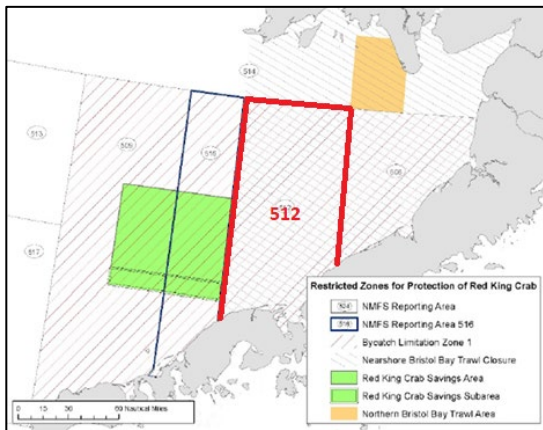 514
513
509
516
508
512
517
Restricted Zones for Protection of Red King Crab
NMFS Reporting Area
516
NMFS Reporting Area 516
Bycatch Limitation Zone 1
Nearshore Bristol Bay Trawl Closure
Red King Crab Savings Area
Red King Crab Savings Subarea
Northern Bristol Bay Trawl Area
0 15 30 60 Nautical Miles